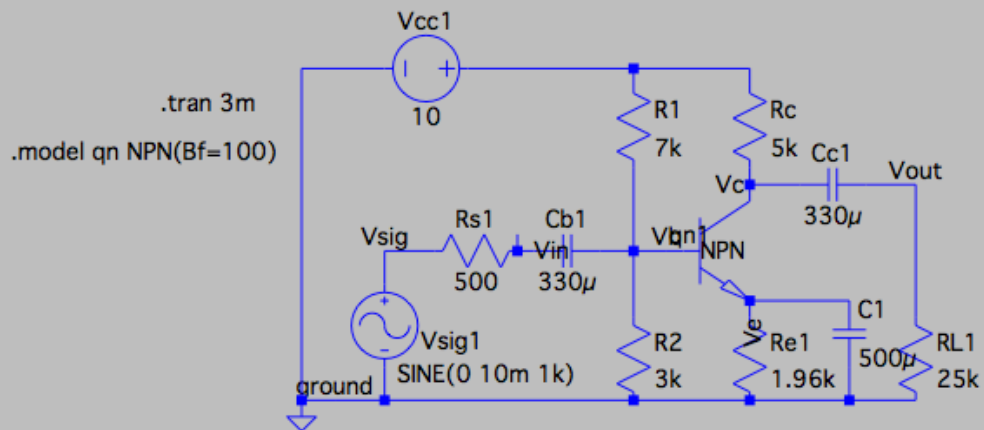 Vcc1
10
.tran 3m
.model qn NPN(Bf=100)
R1
7k
Rc
5k
Cc1
330µ
Vout
Vc
Vsig
Rs1
500
Vin
Cb1
330µ
Vb
qn1
NPN
Vsig1
SINE(0 10m 1k)
R2
3k
Ve
Re1
1.96k
C1
500µ
RL1
25k
ground